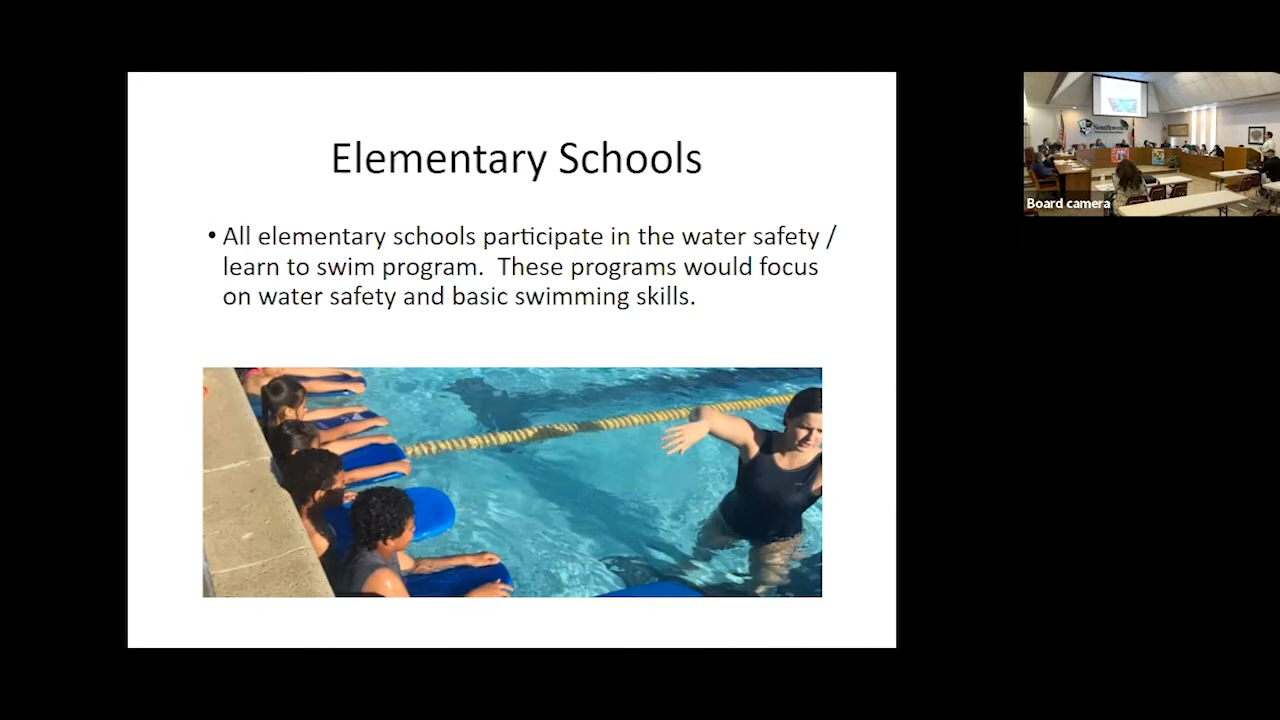 Elementary Schools
• All elementary schools participate in the water safety /
learn to swim program.  These programs would focus
on water safety and basic swimming skills.
Southwest
Board camera